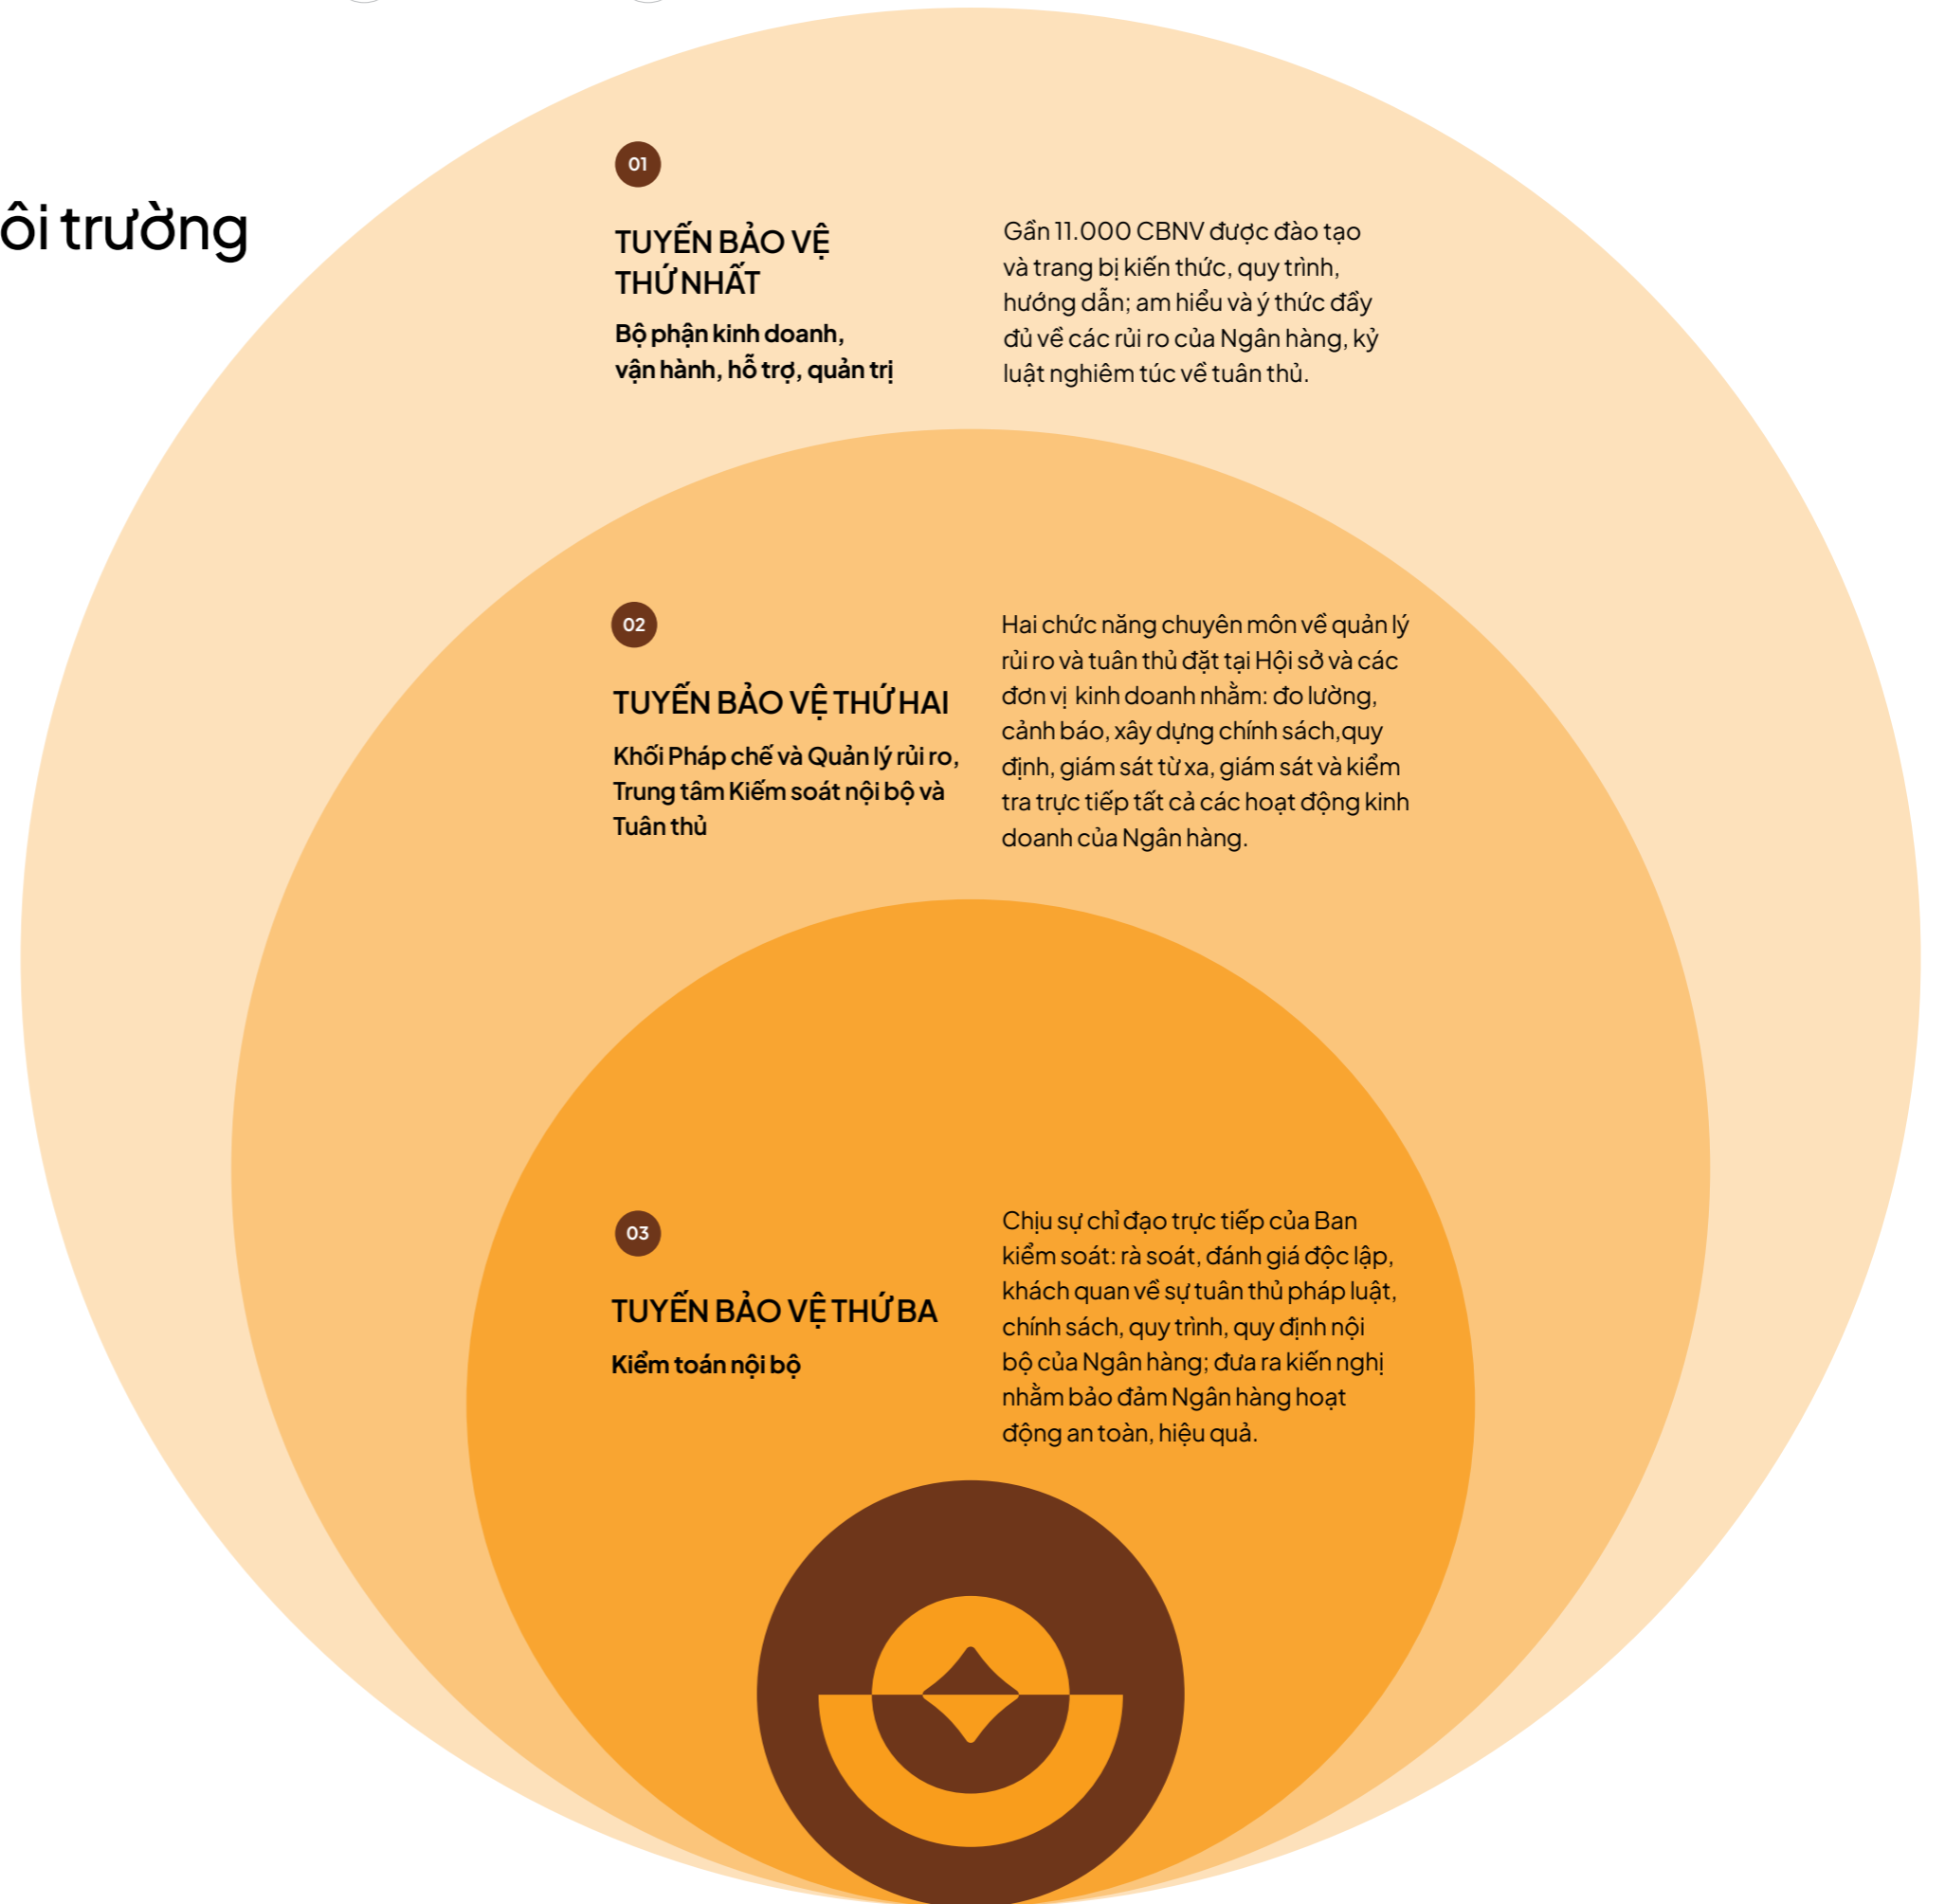 ôi trường
01
TUYẾN BẢO VỆ
THỨ NHẤT
Bộ phận kinh doanh,
vận hành, hỗ trợ, quản trị
Gần 11.000 CBNV được đào tạo
và trang bị kiến thức, quy trình,
hướng dẫn; am hiểu và ý thức đầy
đủ về các rủi ro của Ngân hàng, kỷ
luật nghiêm túc về tuân thủ.
02
TUYẾN BẢO VỆ THỨ HAI
Khối Pháp chế và Quản lý rủi ro,
Trung tâm Kiếm soát nội bộ và
Tuân thủ
Hai chức năng chuyên môn về quản lý
rủi ro và tuân thủ đặt tại Hội sở và các
đơn vị kinh doanh nhằm: đo lường,
cảnh báo, xây dựng chính sách,quy
định, giám sát từ xa, giám sát và kiểm
tra trực tiếp tất cả các hoạt động kinh
doanh của Ngân hàng.
03
TUYẾN BẢO VỆ THỨ BA
Kiểm toán nội bộ
Chịu sự chỉ đạo trực tiếp của Ban
kiểm soát: rà soát, đánh giá độc lập,
khách quan về sự tuân thủ pháp luật,
chính sách, quy trình, quy định nội
bộ của Ngân hàng; đưa ra kiến nghị
nhằm bảo đảm Ngân hàng hoạt
động an toàn, hiệu quả.